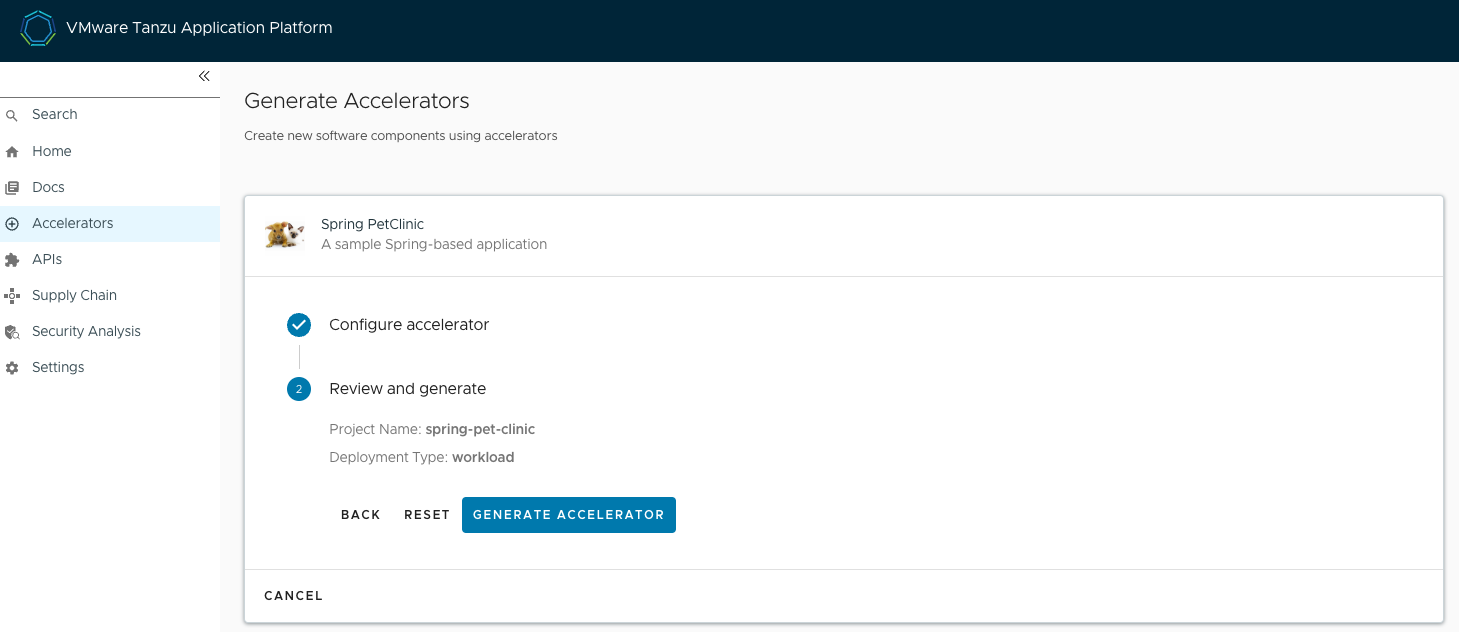 VMware Tanzu Application Platform
Search
Home
Docs
Accelerators
APIs
Supply Chain
Security Analysis
Settings
Generate Accelerators
Create new software components using accelerators
Spring PetClinic
A sample Spring-based application
Configure accelerator
2 Review and generate
Project Name: spring-pet-clinic
Deployment Type: workload
BACK RESET GENERATE ACCELERATOR
CANCEL